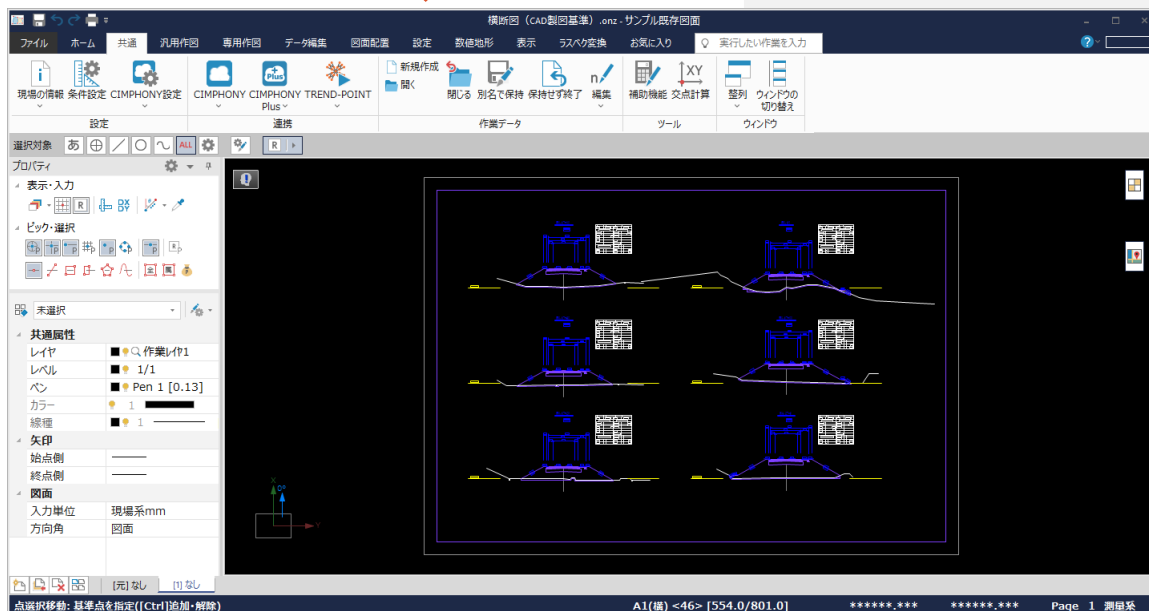 横断図（CAD製図基準）.onz - サンプル既存図面
ファイル ホーム 共通 汎用作図 専用作図 データ編集 図面配置 設定 数値地形 表示 ラスベク変換 お気に入り 実行したい作業を入力
現場の情報 条件設定 CIMPHONY設定 CIMPHONY CIMPHONY Plus TREND-POINT 新規作成 開く 閉じる 別名で保持 保持せず終了 編集 補助機能 交点計算 整列 ウィンドウの切り替え
設定 連携 作業データ ツール ウィンドウ
選択対象 あ ALL R
プロパティ
表示・入力
R
ピック・選択
未選択
共通属性
レイヤ 作業レイヤ1
レベル 1/1
ペン Pen 1 [0.13]
カラー 1
線種 1
矢印
始点側
終点側
図面
入力単位 現場系mm
方向角 図面
X 0° Y
[元] なし [1] なし
点選択移動: 基準点を指定([Ctrl]追加・解除) A1(横) <46> [554.0/801.0] ******.*** ******.*** Page 1 測量系